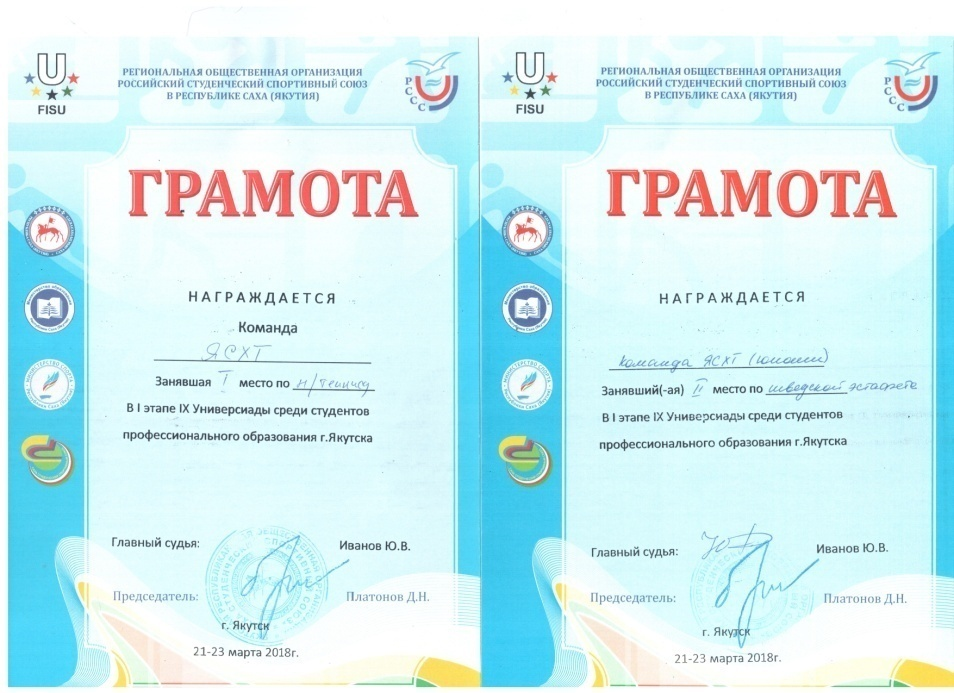 FISU
РЕГИОНАЛЬНАЯ ОБЩЕСТВЕННАЯ ОРГАНИЗАЦИЯ
РОССИЙСКИЙ СТУДЕНЧЕСКИЙ СПОРТИВНЫЙ СОЮЗ
В РЕСПУБЛИКЕ САХА (ЯКУТИЯ)
РССС
ГРАМОТА
НАГРАЖДАЕТСЯ
Команда
ЯСХТ
Занявшая I место по н/теннису
В I этапе IX Универсиады среди студентов
профессионального образования г.Якутска
Главный судья: Иванов Ю.В.
Председатель: Платонов Д.Н.
г. Якутск
21-23 марта 2018г.
FISU
РЕГИОНАЛЬНАЯ ОБЩЕСТВЕННАЯ ОРГАНИЗАЦИЯ
РОССИЙСКИЙ СТУДЕНЧЕСКИЙ СПОРТИВНЫЙ СОЮЗ
В РЕСПУБЛИКЕ САХА (ЯКУТИЯ)
РССС
ГРАМОТА
НАГРАЖДАЕТСЯ
команда ЯСХТ (юноши)
Занявший(-ая) II место по шведской эстафете
В I этапе IX Универсиады среди студентов
профессионального образования г.Якутска
Главный судья: Иванов Ю.В.
Председатель: Платонов Д.Н.
г. Якутск
21-23 марта 2018г.